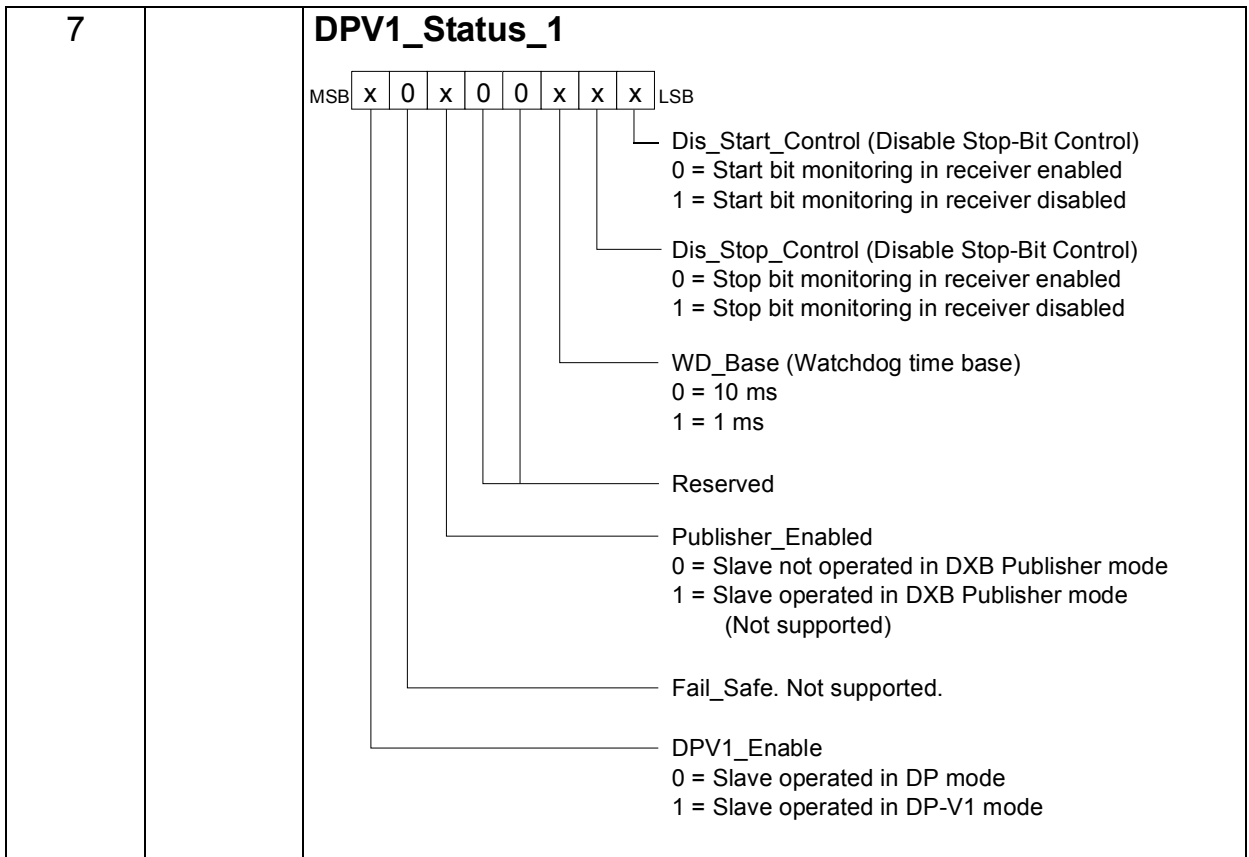 7 DPV1_Status_1
MSB x 0 x 0 0 x x x LSB
Dis_Start_Control (Disable Stop-Bit Control)
0 = Start bit monitoring in receiver enabled
1 = Start bit monitoring in receiver disabled
Dis_Stop_Control (Disable Stop-Bit Control)
0 = Stop bit monitoring in receiver enabled
1 = Stop bit monitoring in receiver disabled
WD_Base (Watchdog time base)
0 = 10 ms
1 = 1 ms
Reserved
Publisher_Enabled
0 = Slave not operated in DXB Publisher mode
1 = Slave operated in DXB Publisher mode
(Not supported)
Fail_Safe. Not supported.
DPV1_Enable
0 = Slave operated in DP mode
1 = Slave operated in DP-V1 mode